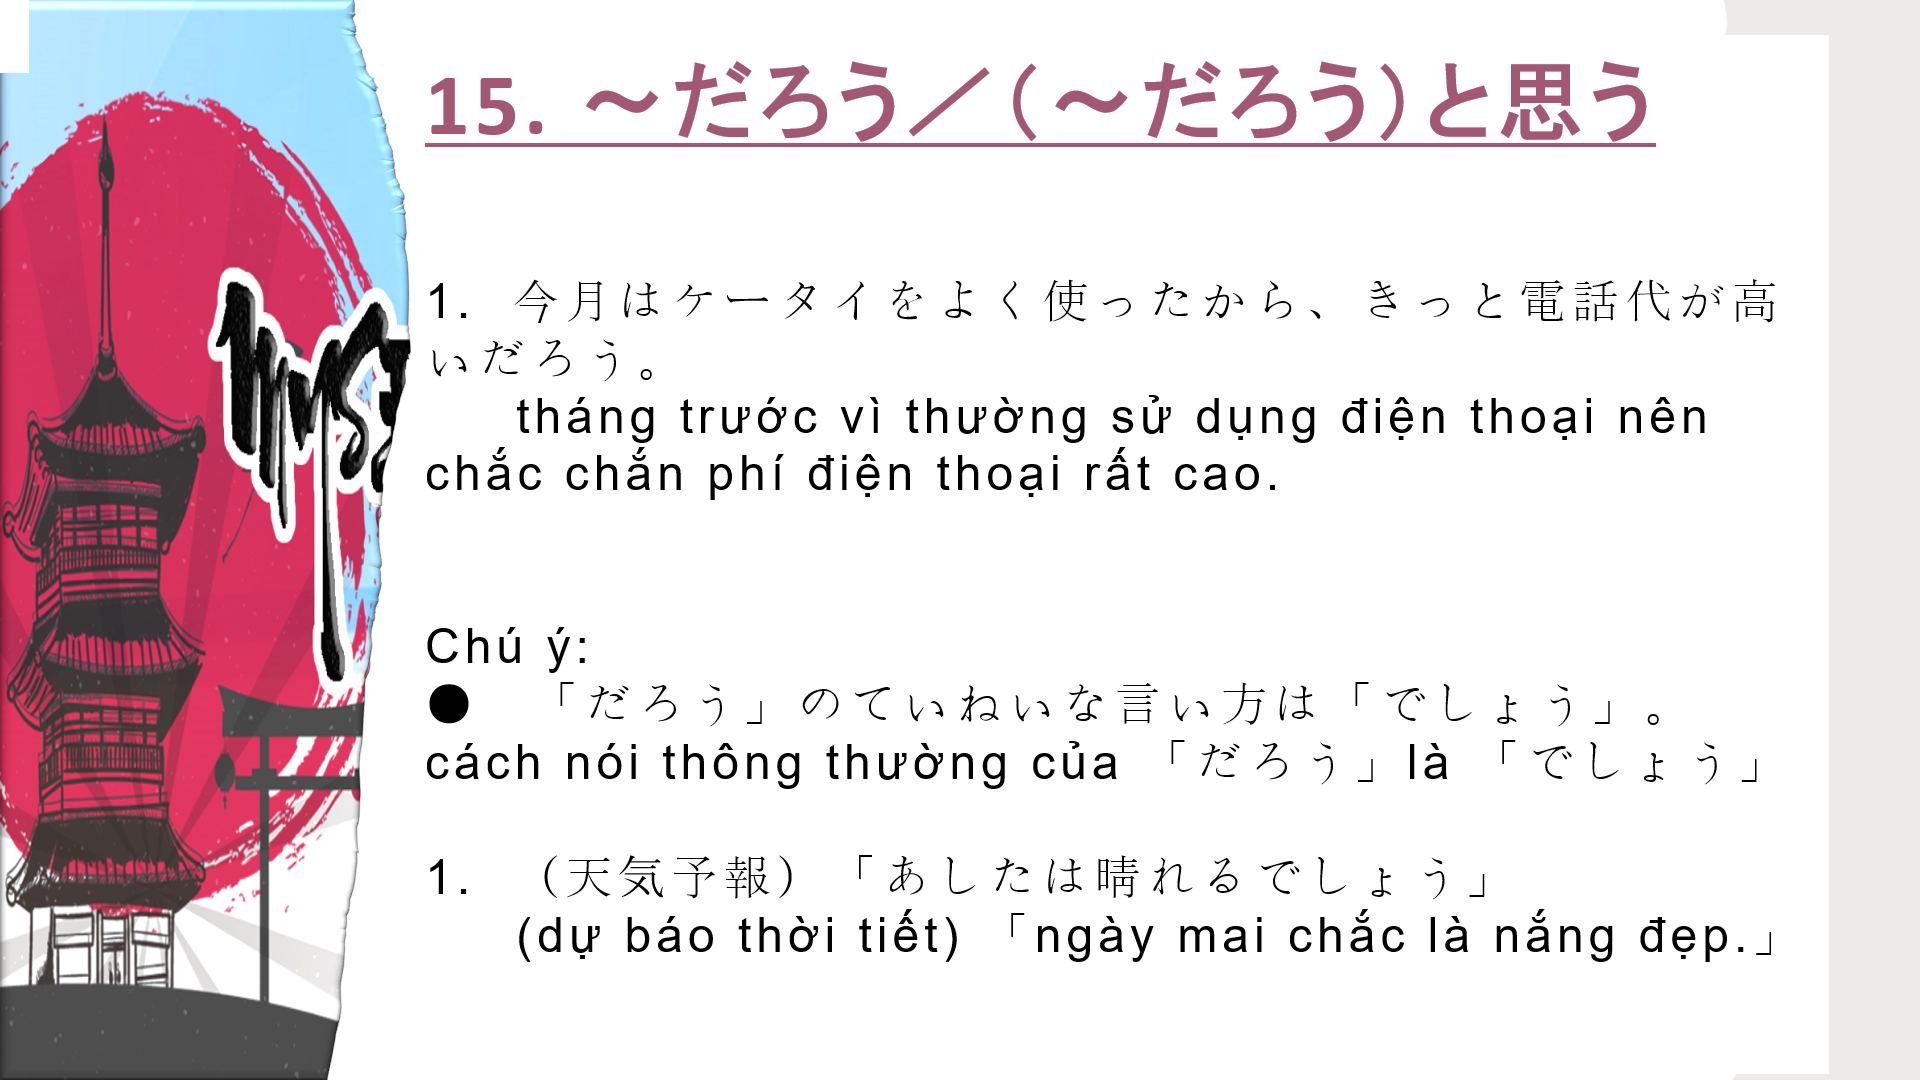 15. ～だろう／（～だろう）と思う
1. 今月はケータイをよく使ったから、きっと電話代が高
いだろう。
tháng trước vì thường sử dụng điện thoại nên
chắc chắn phí điện thoại rất cao.
Chú ý:
● 「だろう」のていねいな言い方は「でしょう」。
cách nói thông thường của 「だろう」là 「でしょう」
1. （天気予報）「あしたは晴れるでしょう」
(dự báo thời tiết) 「ngày mai chắc là nắng đẹp.」